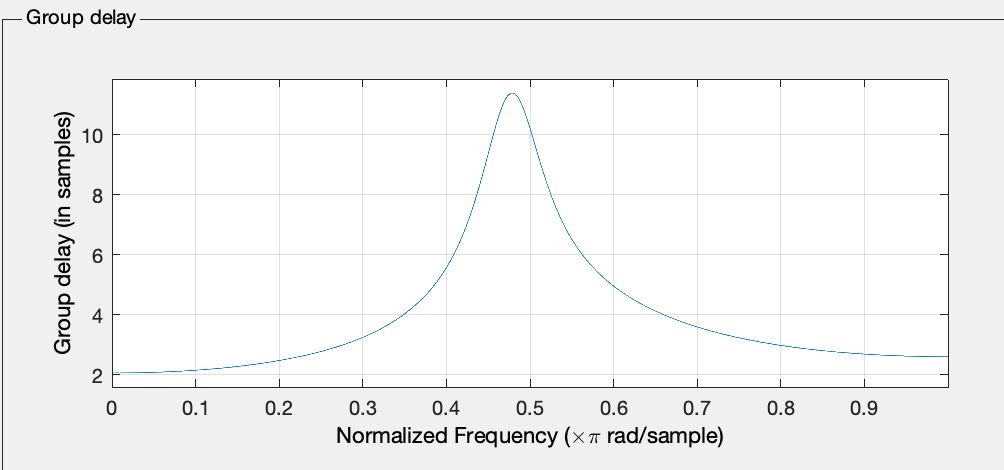 Group delay
Group delay (in samples)
10
8
6
4
2
0 0.1 0.2 0.3 0.4 0.5 0.6 0.7 0.8 0.9
Normalized Frequency (×π rad/sample)